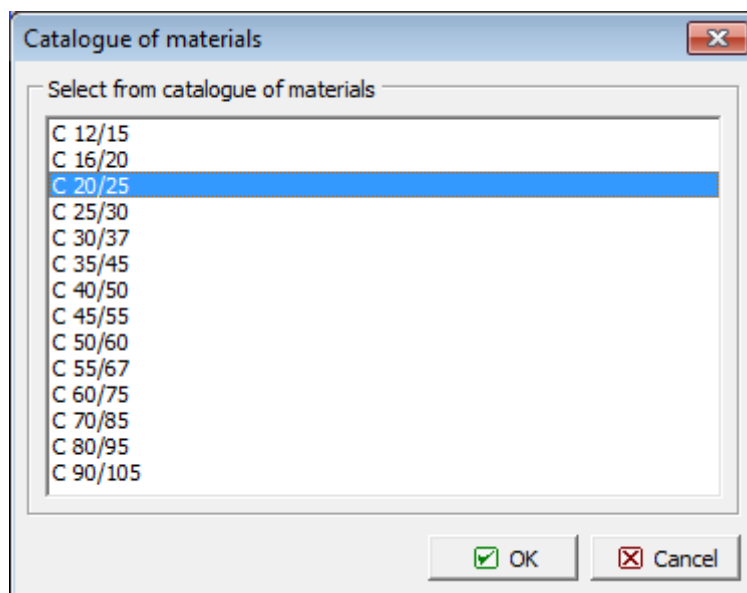 Catalogue of materials
Select from catalogue of materials
C 12/15
C 16/20
C 20/25
C 25/30
C 30/37
C 35/45
C 40/50
C 45/55
C 50/60
C 55/67
C 60/75
C 70/85
C 80/95
C 90/105
OK Cancel